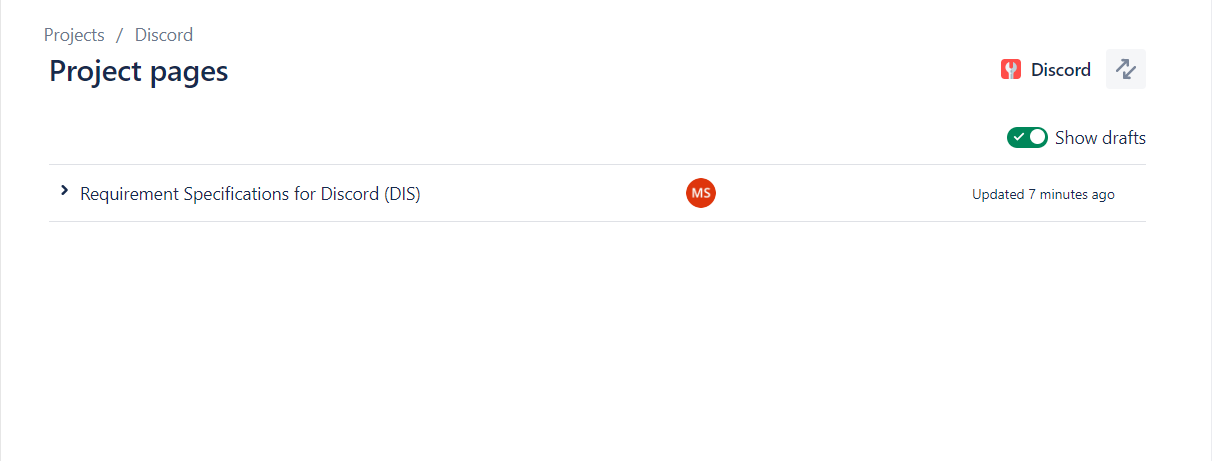 Projects / Discord
Project pages
Discord
Show drafts
Requirement Specifications for Discord (DIS)
MS
Updated 7 minutes ago